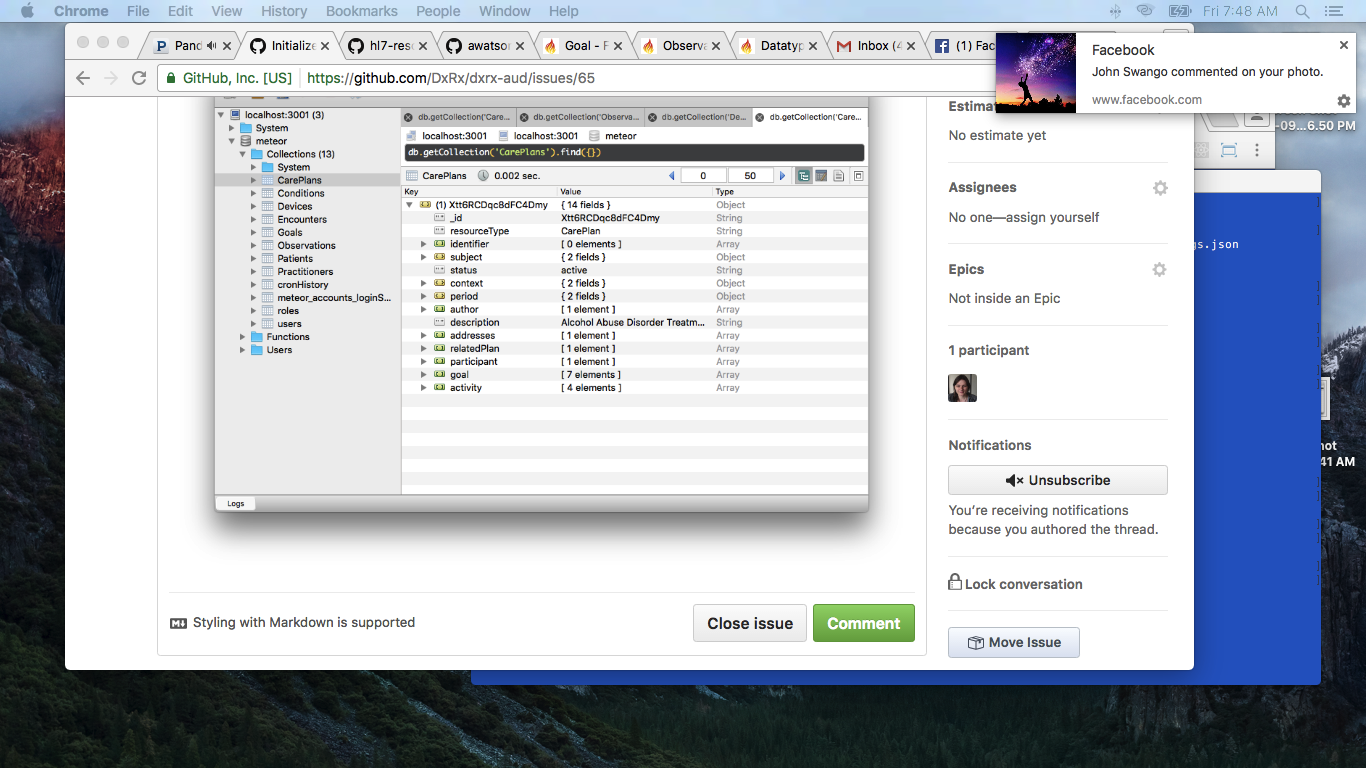 Chrome File Edit View History Bookmarks People Window Help
Fri 7:48 AM
Pand
Initialize
hl7-res
awatso
Goal - F
Observa
Datatyp
Inbox (4
(1) Fac
GitHub, Inc. [US] https://github.com/DxRx/dxrx-aud/issues/65
Facebook
John Swango commented on your photo.
www.facebook.com
-09...6.50 PM
localhost:3001 (3)
System
meteor
Collections (13)
System
CarePlans
Conditions
Devices
Encounters
Goals
Observations
Patients
Practitioners
cronHistory
meteor_accounts_loginS...
roles
users
Functions
Users
db.getCollection('Care...
db.getCollection('Observa...
db.getCollection('De...
db.getCollection('Care...
localhost:3001 localhost:3001 meteor
db.getCollection('CarePlans').find({})
CarePlans 0.002 sec. 0 50
Key Value Type
(1) Xtt6RCDqc8dFC4Dmy { 14 fields } Object
_id Xtt6RCDqc8dFC4Dmy String
resourceType CarePlan String
identifier [ 0 elements ] Array
subject { 2 fields } Object
status active String
context { 2 fields } Object
period { 2 fields } Object
author [ 1 element ] Array
description Alcohol Abuse Disorder Treatm... String
addresses [ 1 element ] Array
relatedPlan [ 1 element ] Array
participant [ 1 element ] Array
goal [ 7 elements ] Array
activity [ 4 elements ] Array
Logs
Styling with Markdown is supported
Close issue
Comment
Estimat
No estimate yet
Assignees
No one—assign yourself
Epics
Not inside an Epic
1 participant
Notifications
Unsubscribe
You're receiving notifications
because you authored the thread.
Lock conversation
Move Issue
gs.json
not
41 AM